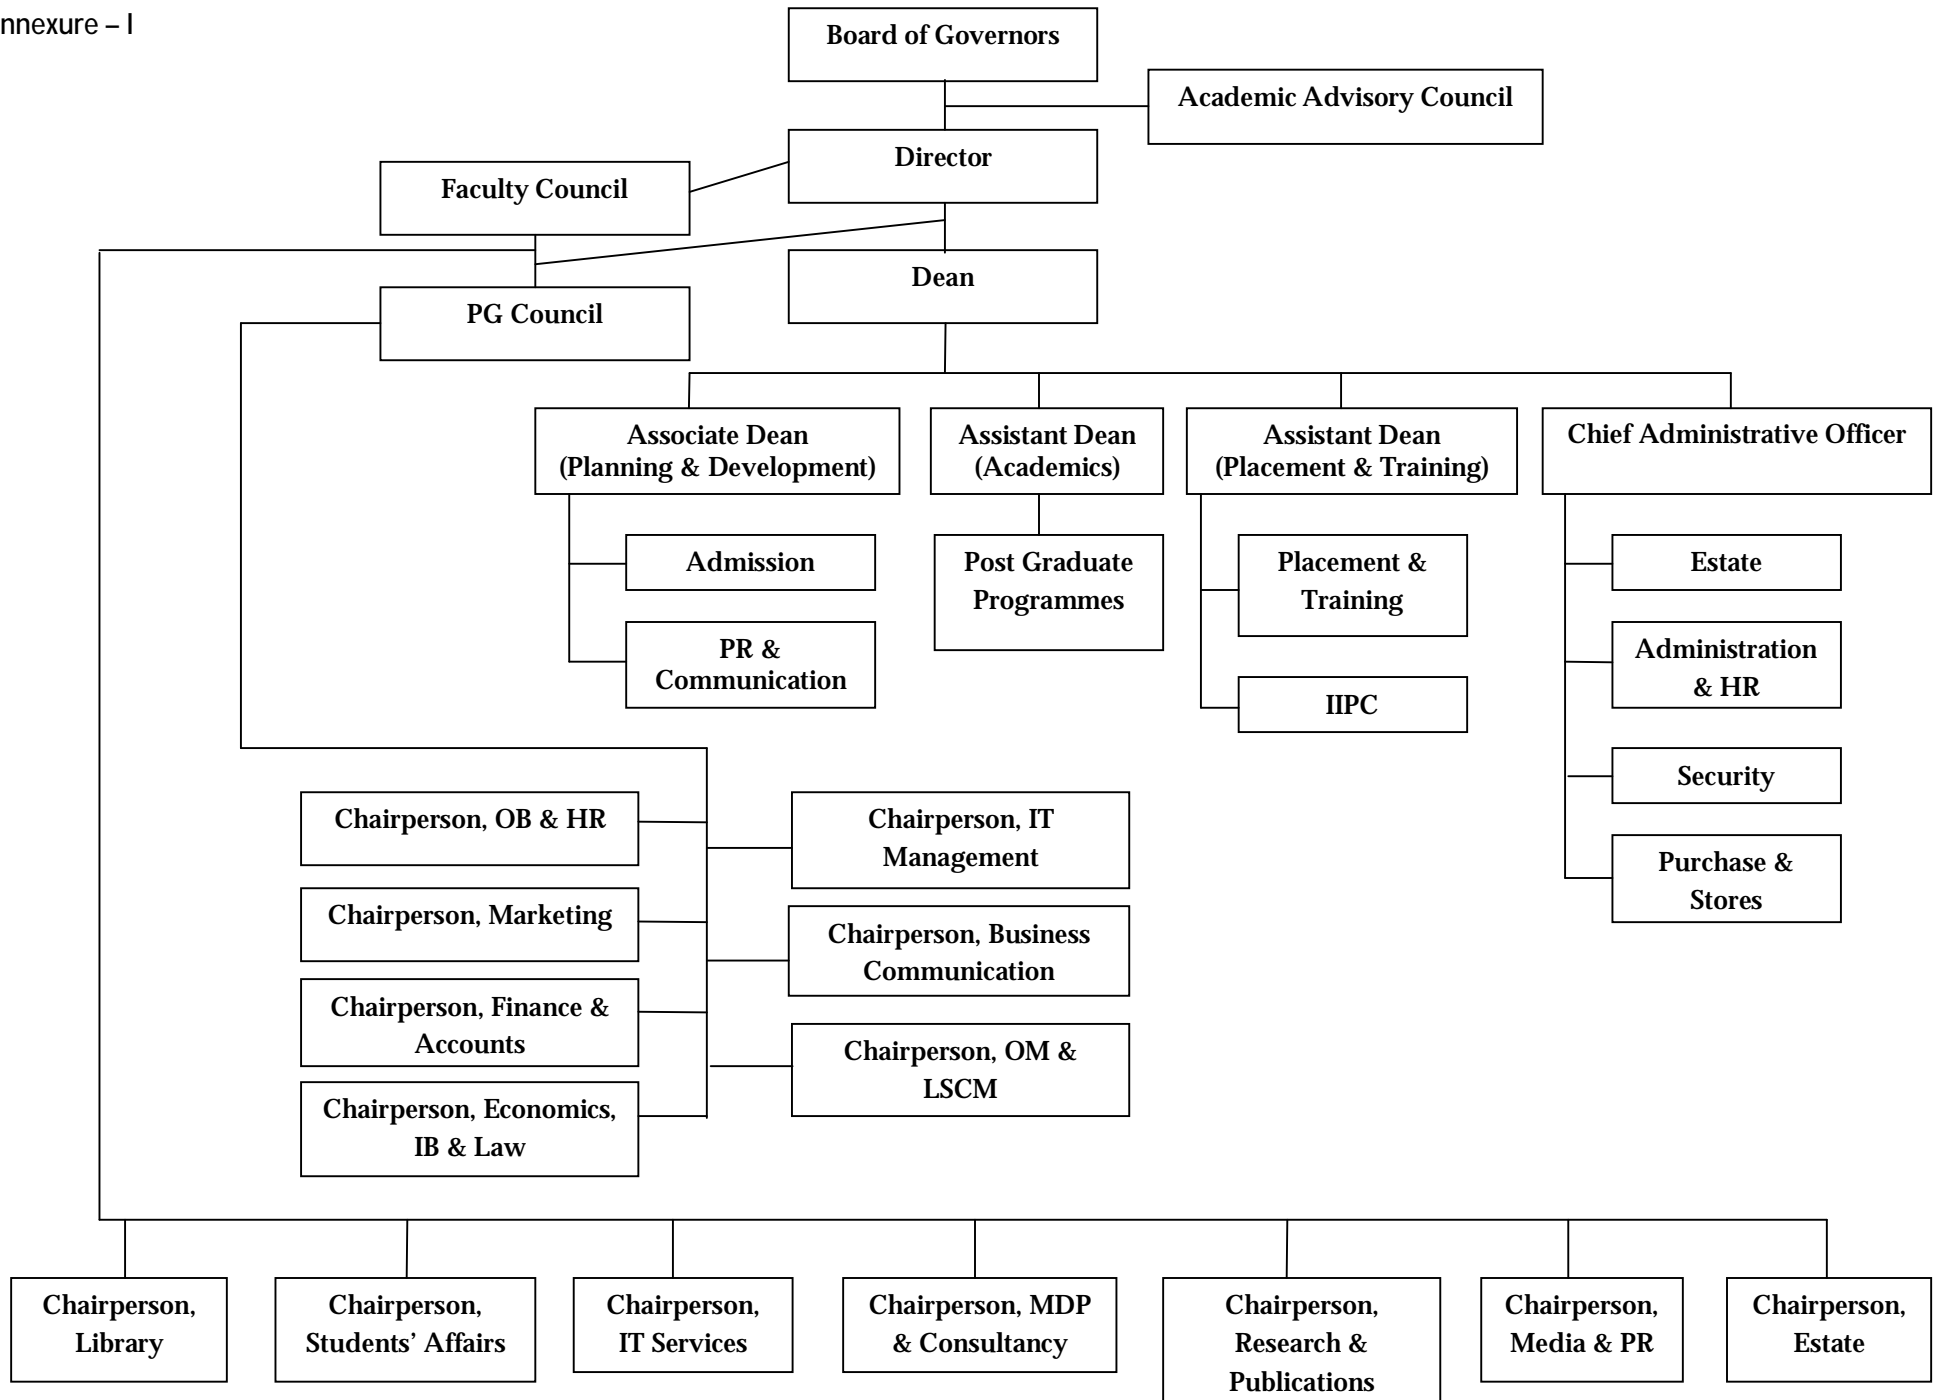 nnexure – I
Board of Governors
Academic Advisory Council
Director
Faculty Council
Dean
PG Council
Associate Dean
(Planning & Development)
Assistant Dean
(Academics)
Assistant Dean
(Placement & Training)
Chief Administrative Officer
Admission
PR &
Communication
Post Graduate
Programmes
Placement &
Training
IIPC
Estate
Administration
& HR
Security
Purchase &
Stores
Chairperson, OB & HR
Chairperson, Marketing
Chairperson, Finance &
Accounts
Chairperson, Economics,
IB & Law
Chairperson, IT
Management
Chairperson, Business
Communication
Chairperson, OM &
LSCM
Chairperson,
Library
Chairperson,
Students’ Affairs
Chairperson,
IT Services
Chairperson, MDP
& Consultancy
Chairperson,
Research &
Publications
Chairperson,
Media & PR
Chairperson,
Estate